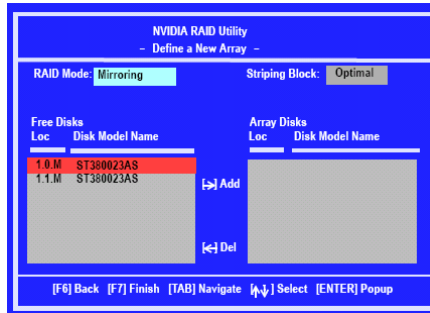 NVIDIA RAID Utility
– Define a New Array –
RAID Mode: Mirroring Striping Block: Optimal
Free Disks Array Disks
Loc Disk Model Name Loc Disk Model Name
1.0.M ST380023AS
1.1.M ST380023AS
[→] Add
[←] Del
[F6] Back [F7] Finish [TAB] Navigate [↑↓] Select [ENTER] Popup